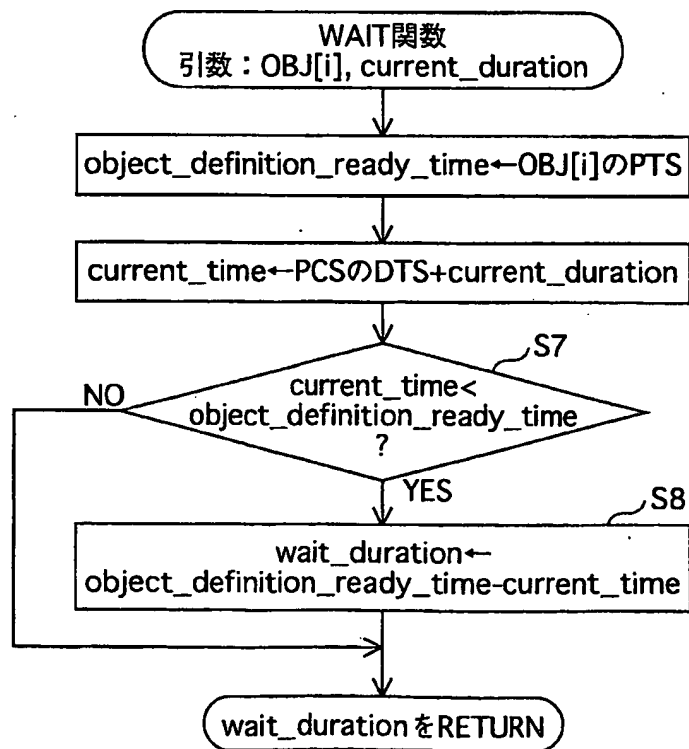 WAIT関数
引数：OBJ[i], current_duration
object_definition_ready_time←OBJ[i]のPTS
current_time←PCSのDTS+current_duration
S7
NO
current_time<
object_definition_ready_time
?
YES
S8
wait_duration←
object_definition_ready_time-current_time
wait_durationをRETURN